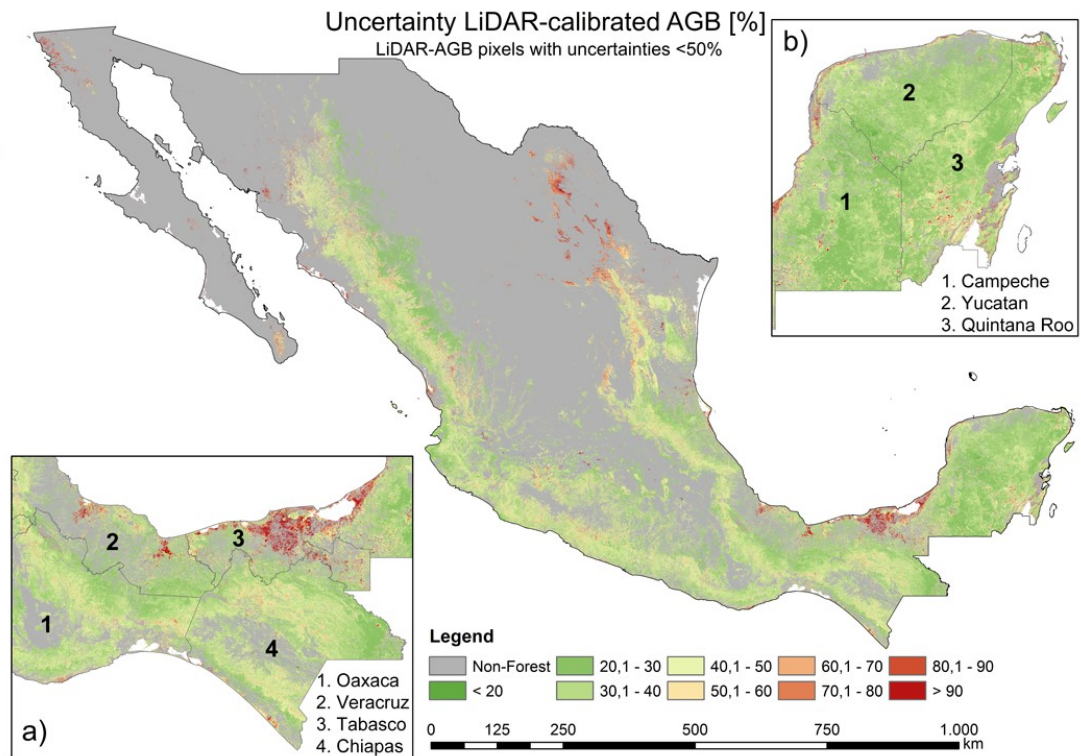 Uncertainty LiDAR-calibrated AGB [%]
LiDAR-AGB pixels with uncertainties <50%
b)
2
3
1
1. Campeche
2. Yucatan
3. Quintana Roo
2
3
1
4
1. Oaxaca
2. Veracruz
3. Tabasco
4. Chiapas
a)
Legend
Non-Forest 20,1 - 30 40,1 - 50 60,1 - 70 80,1 - 90
< 20 30,1 - 40 50,1 - 60 70,1 - 80 > 90
0 125 250 500 750 1.000
km